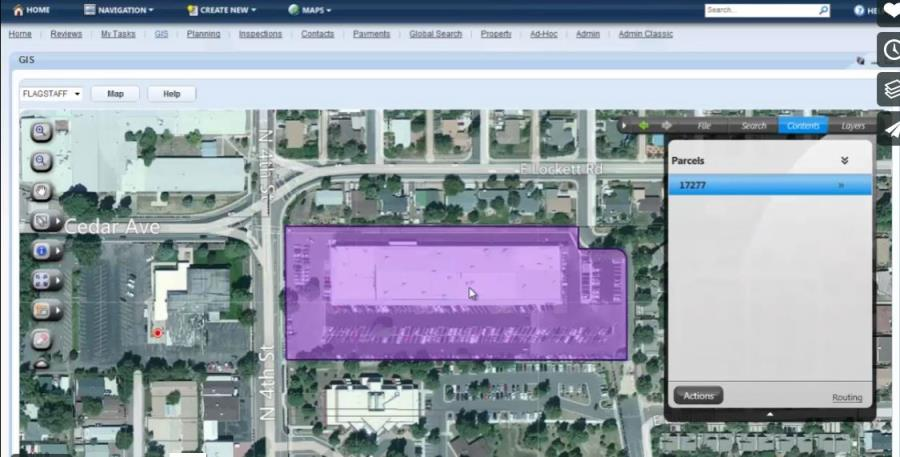 HOME NAVIGATION CREATE NEW MAPS Search... HE
Home Reviews My Tasks GIS Planning Inspections Contacts Payments Global Search Property Ad-Hoc Admin Admin Classic
GIS
FLAGSTAFF Map Help
File Search Contents Layers
Parcels
17277
N 4th St
E Lockett Rd
Cedar Ave
N 4th St
Actions Routing